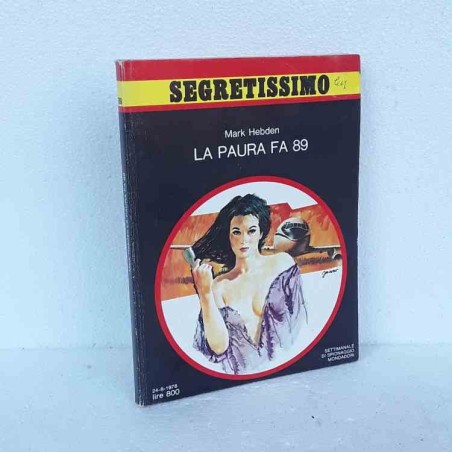 SEGRETISSIMO
Mark Hebden
LA PAURA FA 89
SETTIMANALE
DI SPIONAGGIO
MONDADORI
lire 800